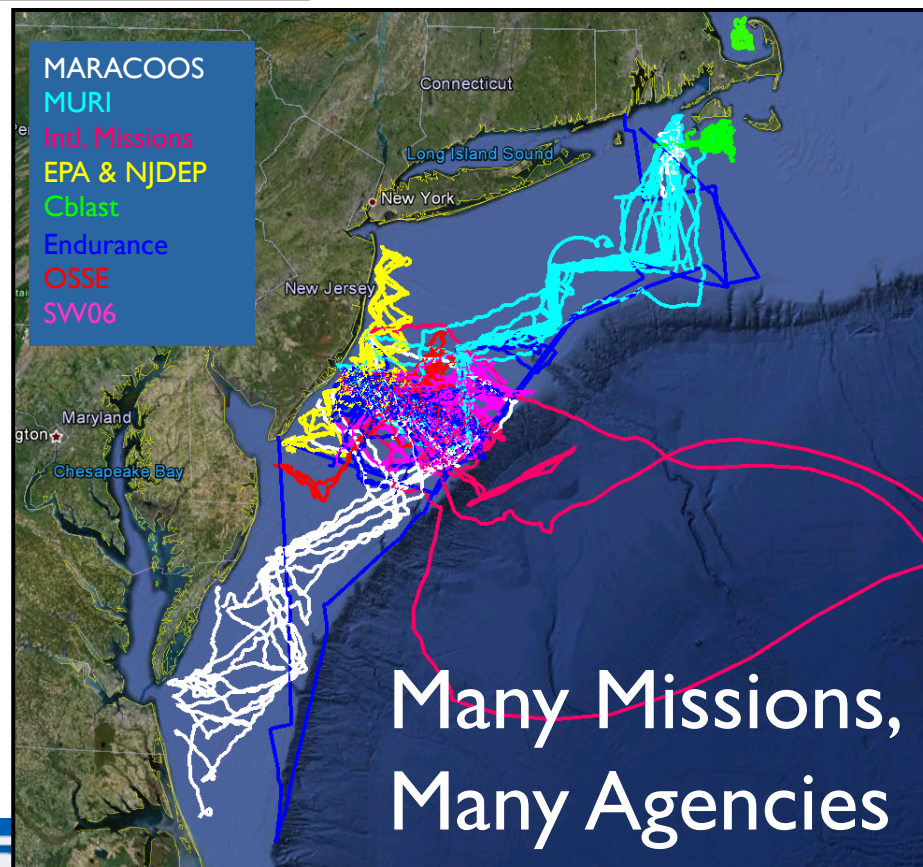 MARACOOS
MURI
Intl. Missions
EPA & NJDEP
Cblast
Endurance
OSSE
SW06
Connecticut
Long Island Sound
New York
New Jersey
Maryland
gton
Chesapeake Bay
Many Missions,
Many Agencies